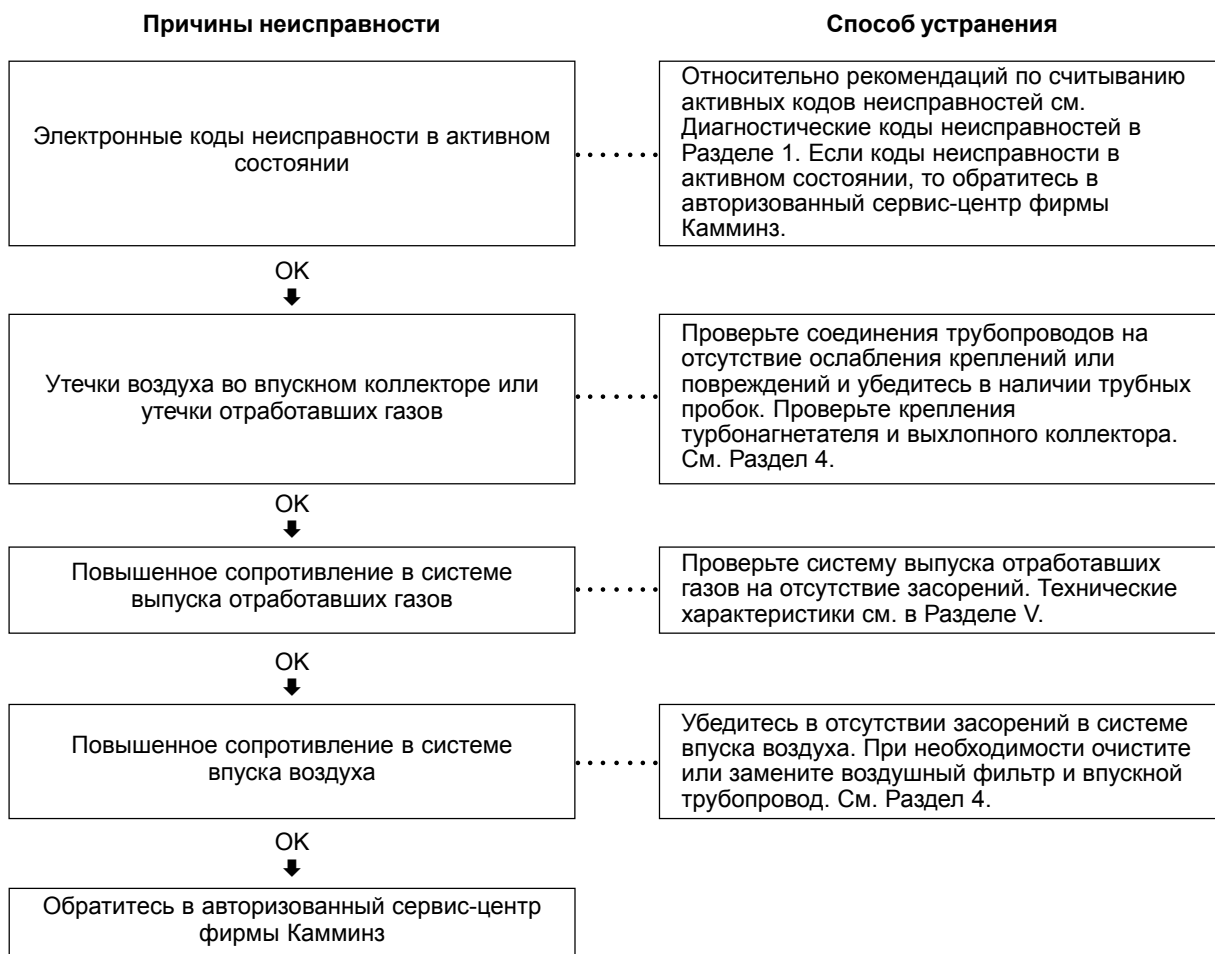 Причины неисправности
Способ устранения
Электронные коды неисправности в активном
состоянии
Относительно рекомендаций по считыванию
активных кодов неисправностей см.
Диагностические коды неисправностей в
Разделе 1. Если коды неисправности в
активном состоянии, то обратитесь в
авторизованный сервис-центр фирмы
Камминз.
OK
Утечки воздуха во впускном коллекторе или
утечки отработавших газов
Проверьте соединения трубопроводов на
отсутствие ослабления креплений или
повреждений и убедитесь в наличии трубных
пробок. Проверьте крепления
турбонагнетателя и выхлопного коллектора.
См. Раздел 4.
OK
Повышенное сопротивление в системе
выпуска отработавших газов
Проверьте систему выпуска отработавших
газов на отсутствие засорений. Технические
характеристики см. в Разделе V.
OK
Повышенное сопротивление в системе
впуска воздуха
Убедитесь в отсутствии засорений в системе
впуска воздуха. При необходимости очистите
или замените воздушный фильтр и впускной
трубопровод. См. Раздел 4.
OK
Обратитесь в авторизованный сервис-центр
фирмы Камминз